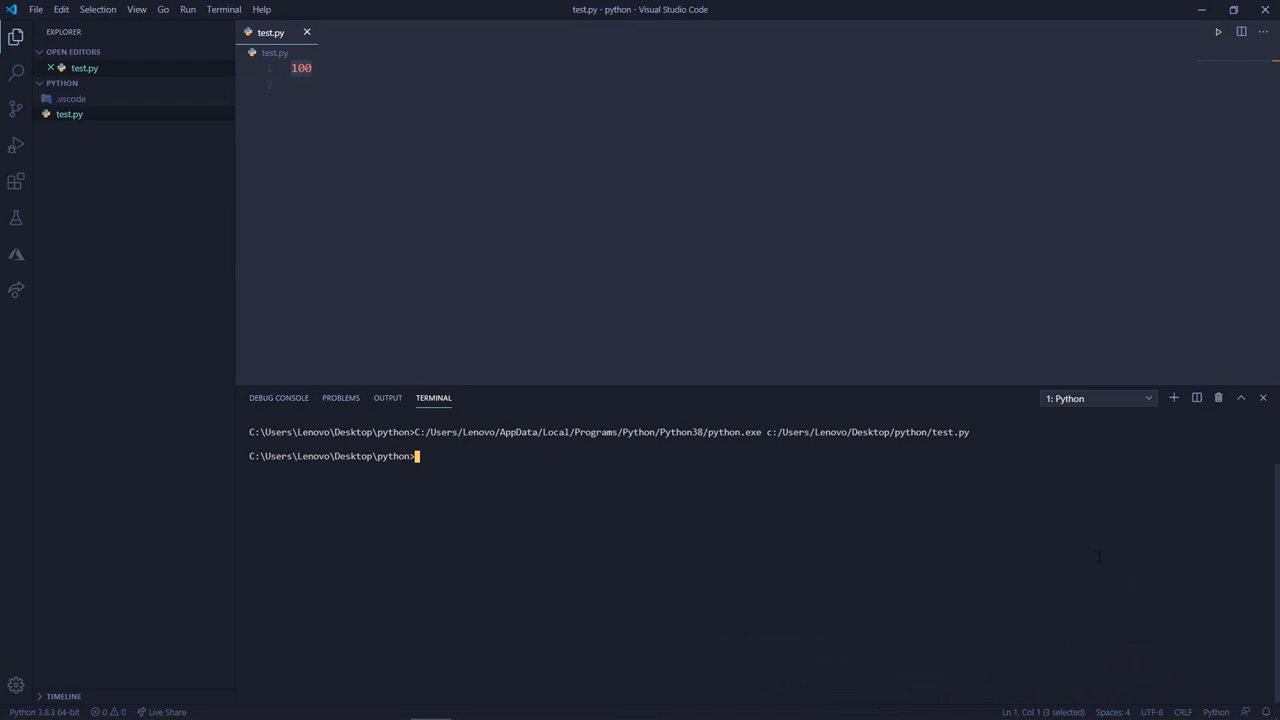 File Edit Selection View Go Run Terminal Help
test.py - python - Visual Studio Code
EXPLORER
OPEN EDITORS
test.py
PYTHON
.vscode
test.py
TIMELINE
test.py
test.py
1 100
2
DEBUG CONSOLE PROBLEMS OUTPUT TERMINAL
1: Python
C:\Users\Lenovo\Desktop\python>C:/Users/Lenovo/AppData/Local/Programs/Python/Python38/python.exe c:/Users/Lenovo/Desktop/python/test.py
C:\Users\Lenovo\Desktop\python>
Python 3.8.3 64-bit 0 0 Live Share
Ln 1, Col 1 (3 selected) Spaces: 4 UTF-8 CRLF Python